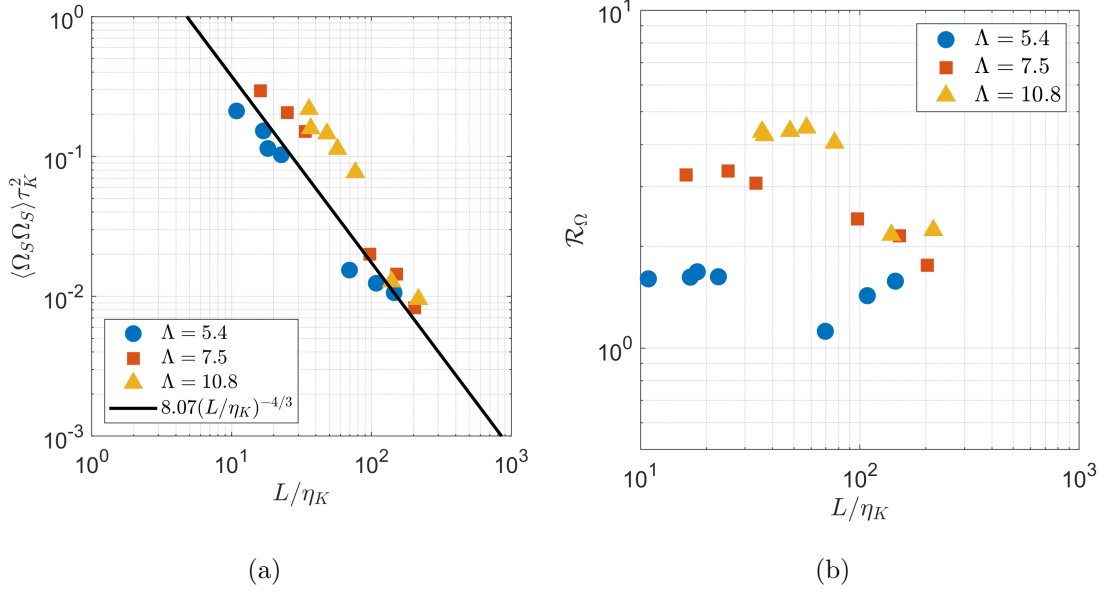 10^0
10^-1
10^-2
10^-3
⟨Ω_S Ω_S⟩τ_K^2
Λ = 5.4
Λ = 7.5
Λ = 10.8
8.07(L/η_K)^{-4/3}
10^0 10^1 10^2 10^3
L/η_K
(a)
10^1
10^0
R_Ω
Λ = 5.4
Λ = 7.5
Λ = 10.8
10^1 10^2 10^3
L/η_K
(b)